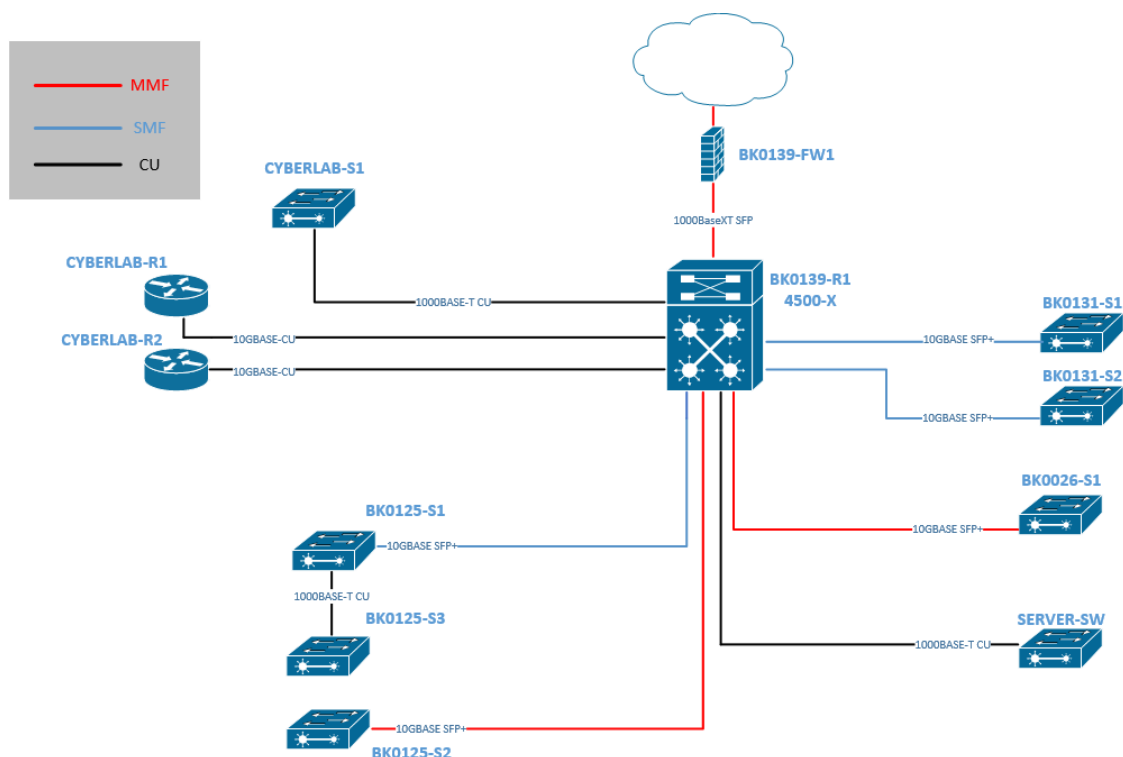 MMF
SMF
CU
BK0139-FW1
CYBERLAB-S1
1000BaseXT SFP
CYBERLAB-R1
BK0139-R1
4500-X
1000BASE-T CU
BK0131-S1
10GBASE-CU
10GBASE SFP+
CYBERLAB-R2
10GBASE-CU
BK0131-S2
10GBASE SFP+
BK0026-S1
10GBASE SFP+
BK0125-S1
10GBASE SFP+
1000BASE-T CU
BK0125-S3
SERVER-SW
1000BASE-T CU
10GBASE SFP+
BK0125-S2